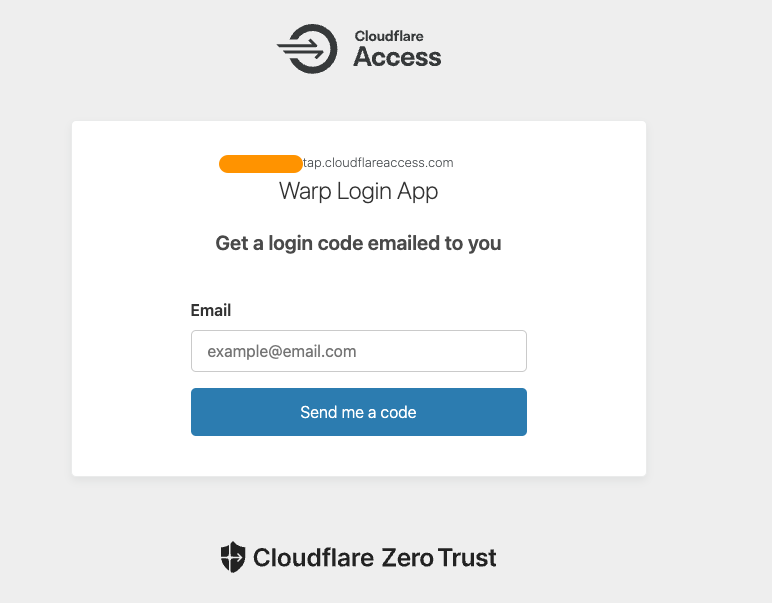 Cloudflare
Access
tap.cloudflareaccess.com
Warp Login App
Get a login code emailed to you
Email
example@email.com
Send me a code
Cloudflare Zero Trust